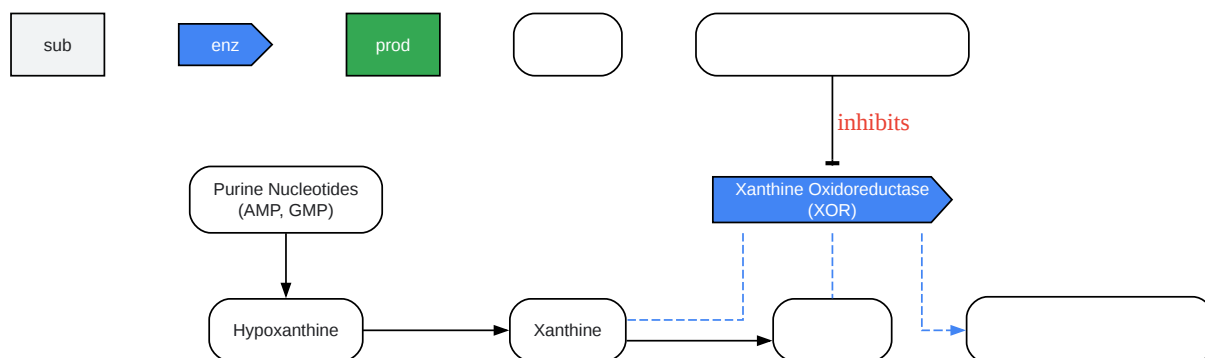 sub
enz
prod
inhibits
Purine Nucleotides
(AMP, GMP)
Xanthine Oxidoreductase
(XOR)
Hypoxanthine
Xanthine